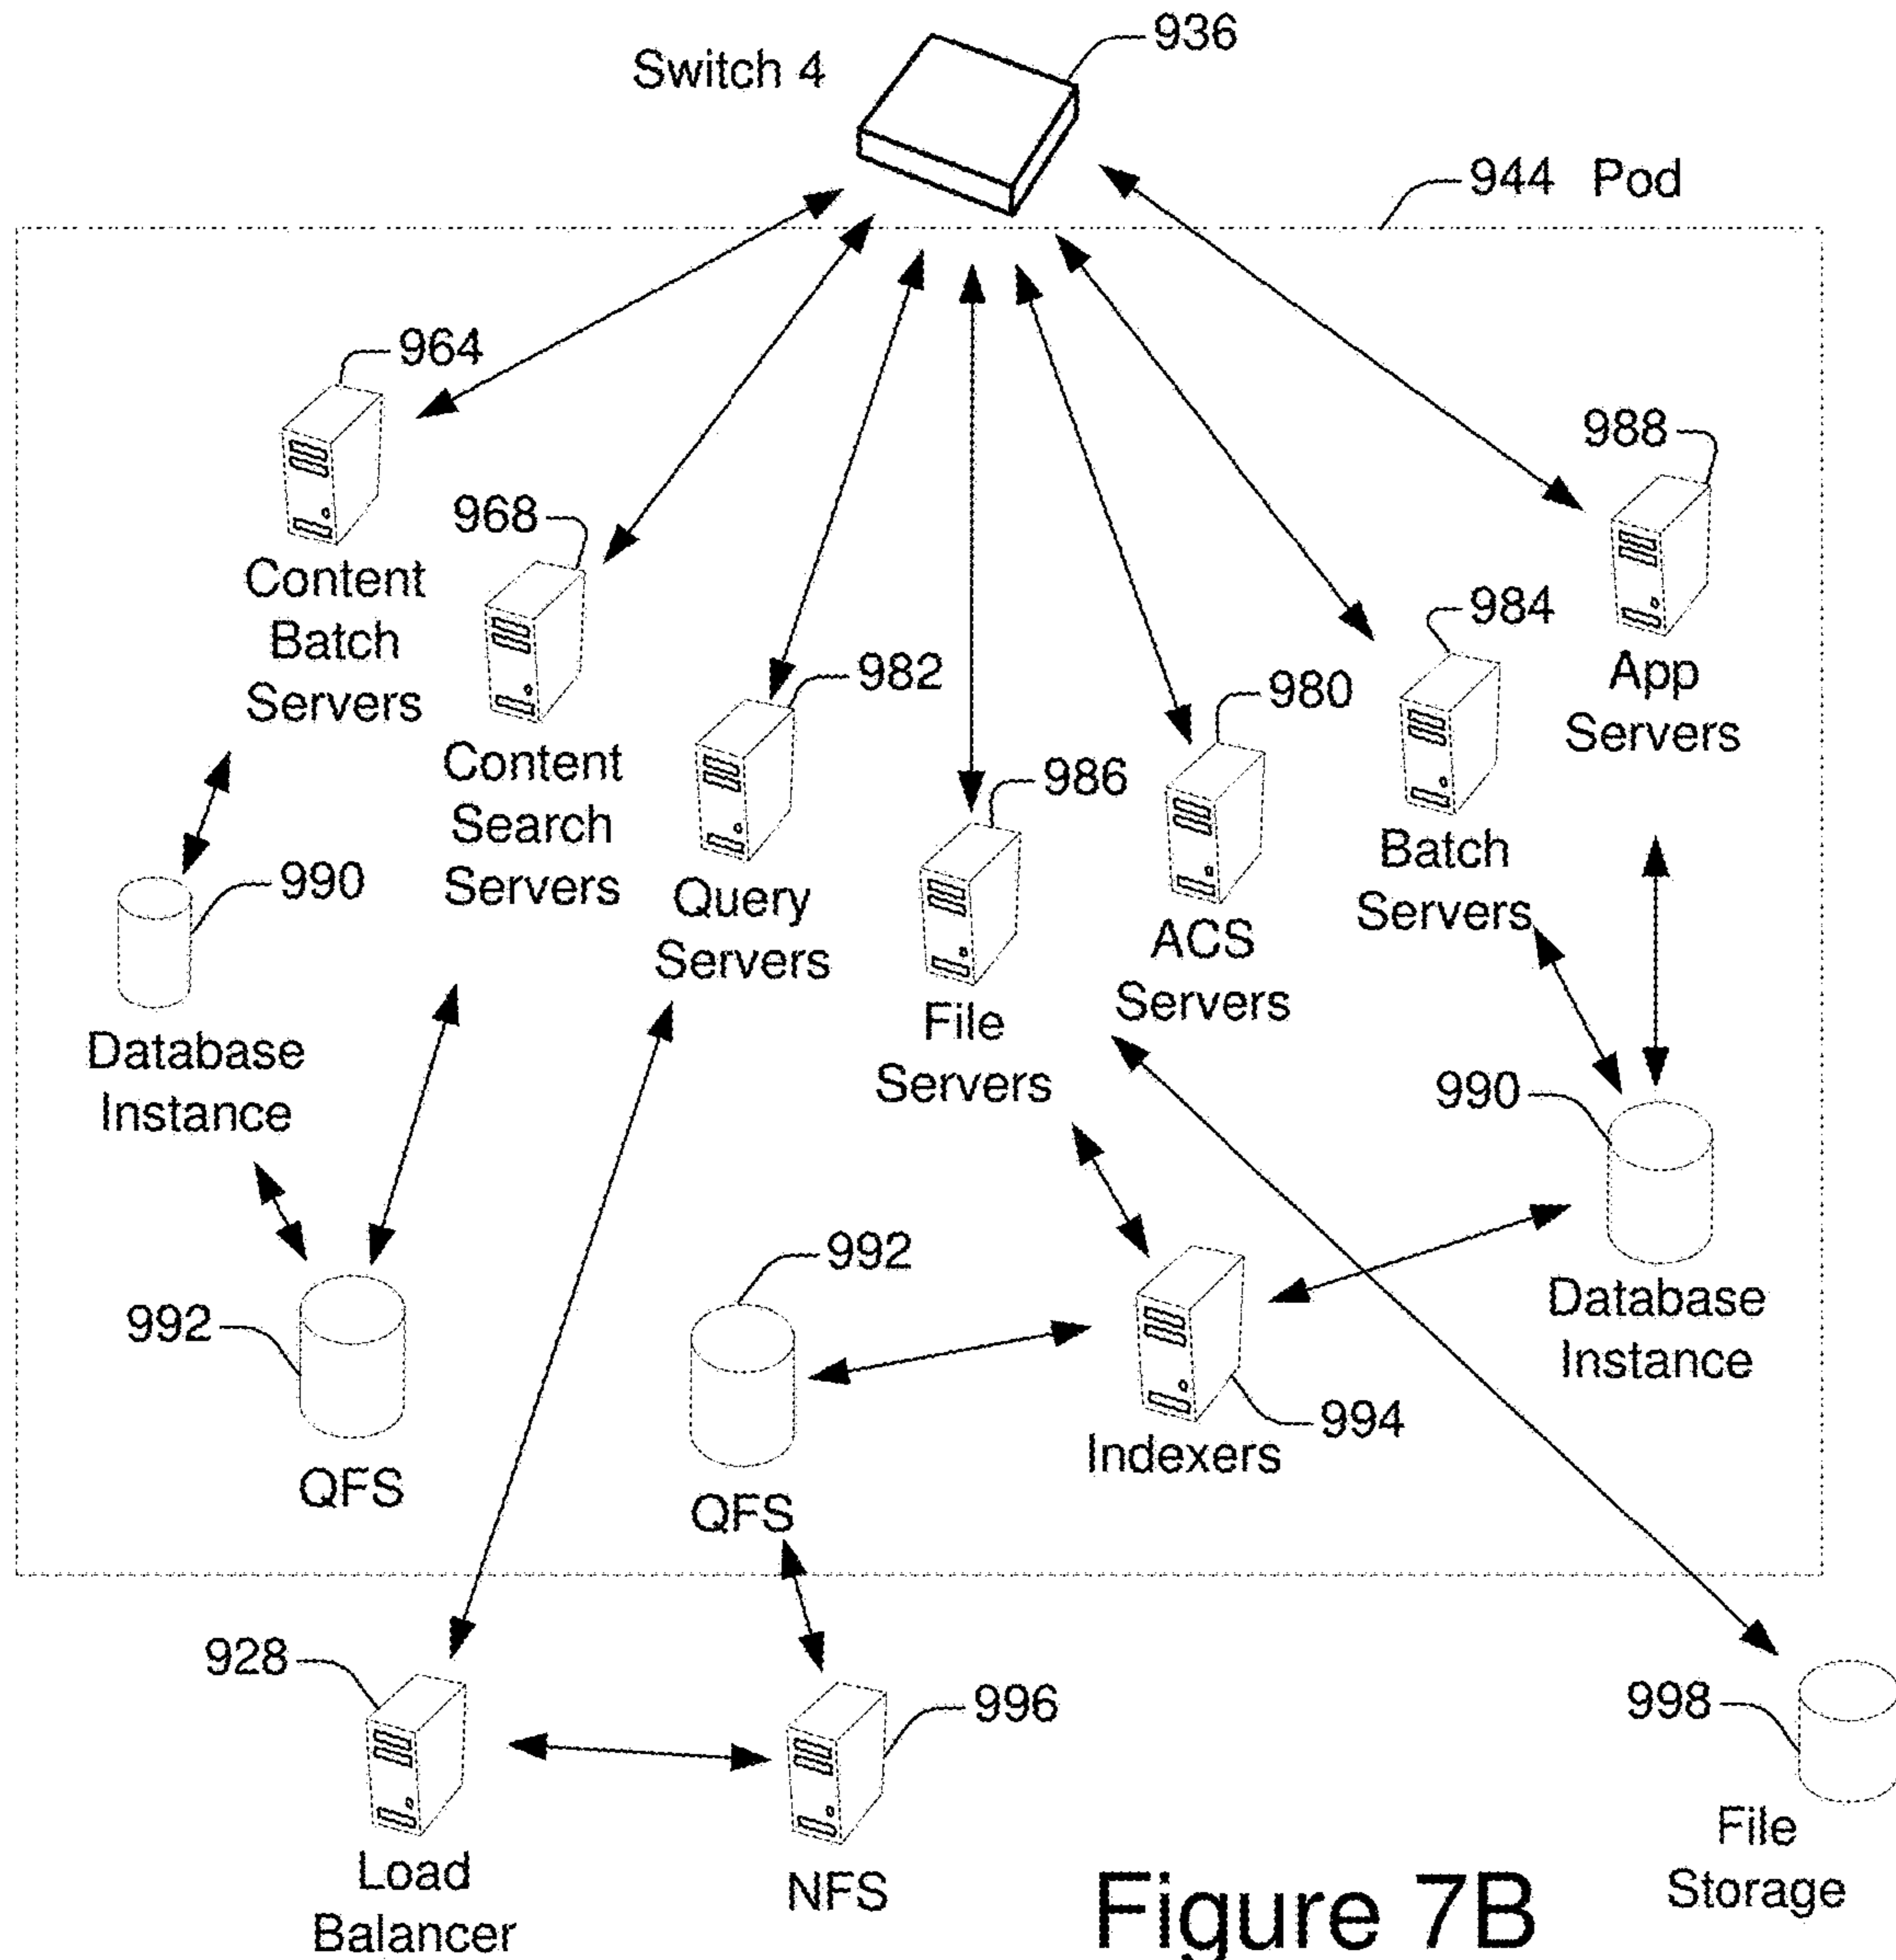 936
Switch 4
944 Pod
964
Content
Batch
Servers
968
Content
Search
Servers
982
Query
Servers
986
File
Servers
980
ACS
Servers
984
Batch
Servers
988
App
Servers
990
Database
Instance
990
Database
Instance
992
QFS
992
QFS
994
Indexers
928
Load
Balancer
996
NFS
998
File
Storage
Figure 7B